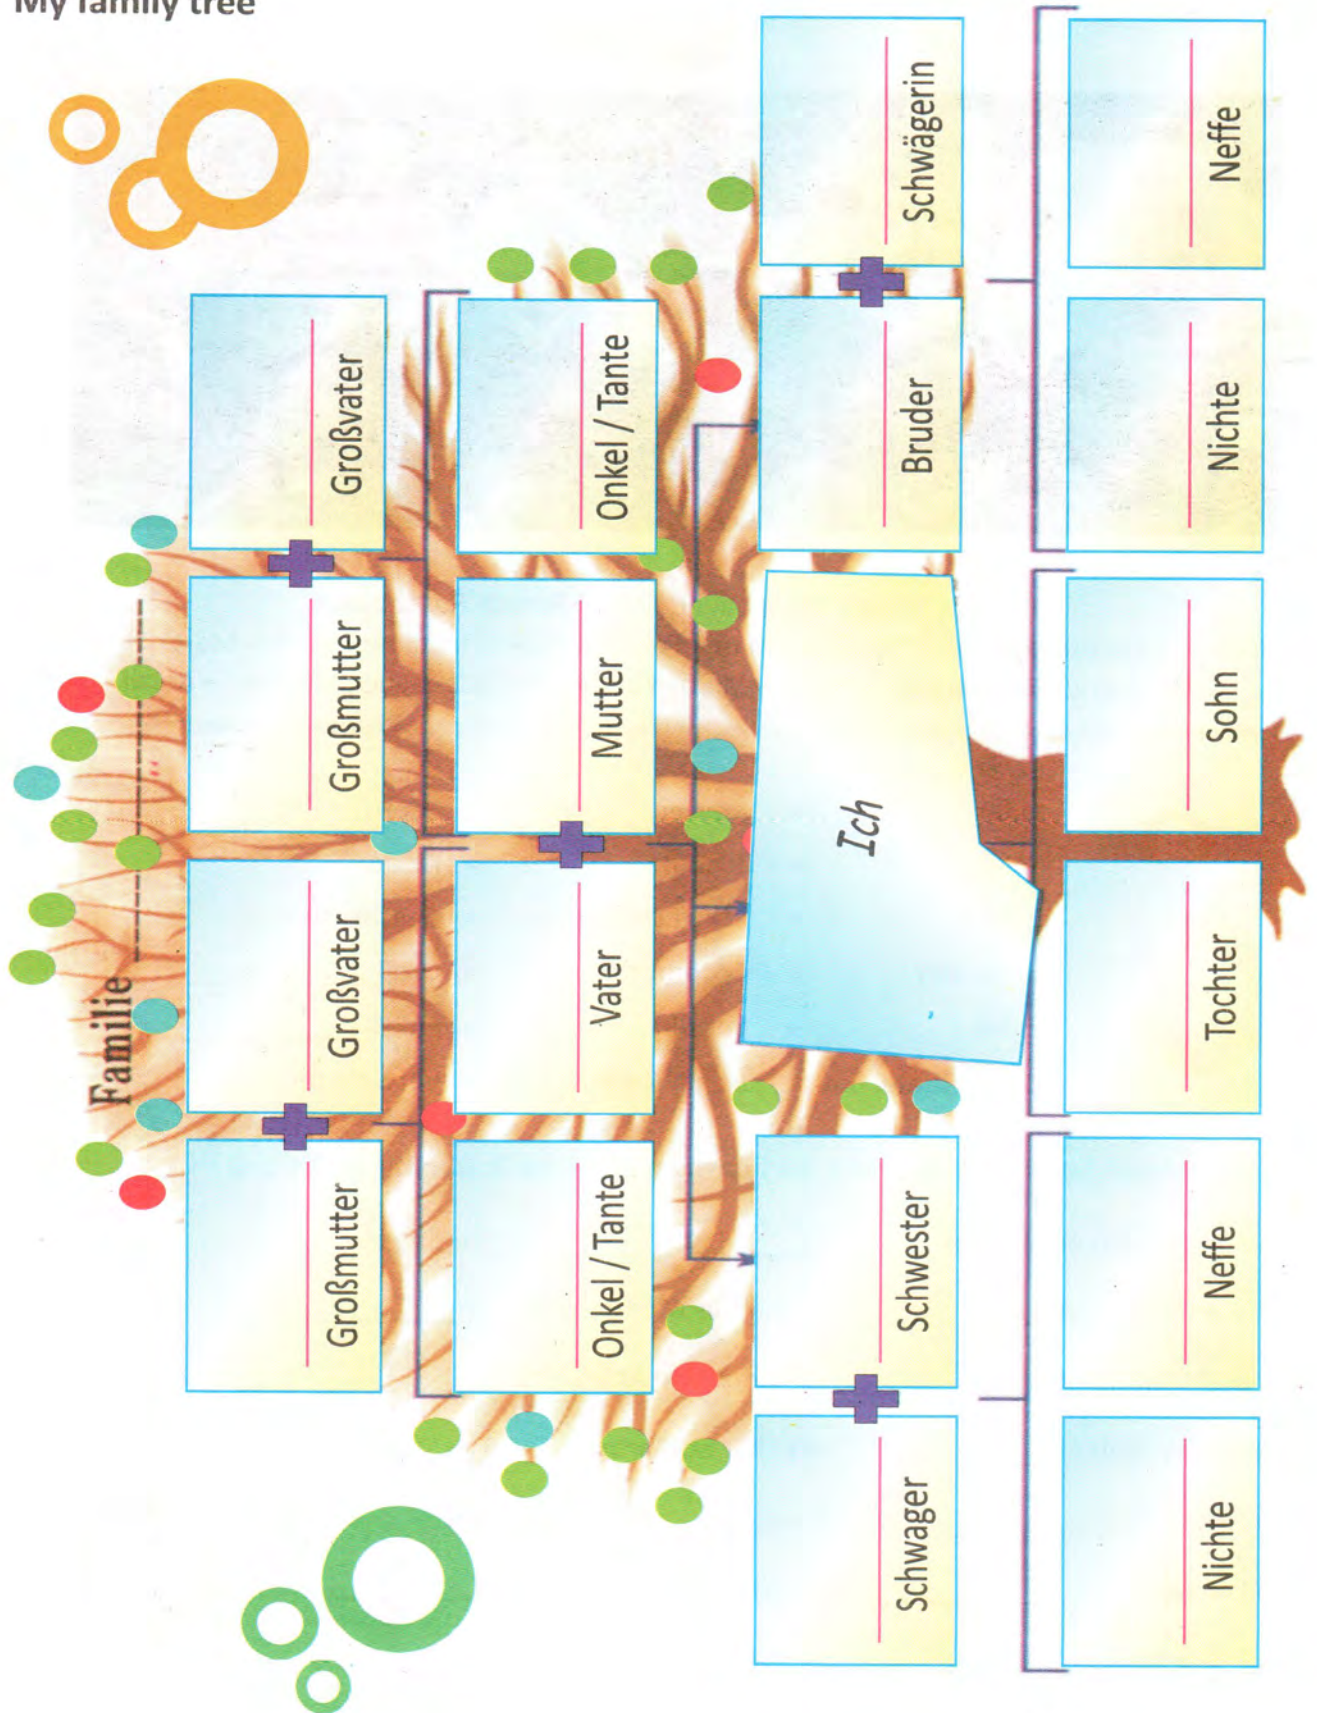 My family tree
Familie
Großmutter
Großvater
Großmutter
Großvater
Onkel / Tante
Vater
Mutter
Onkel / Tante
Schwager
Schwester
Ich
Bruder
Schwägerin
Nichte
Neffe
Tochter
Sohn
Nichte
Neffe